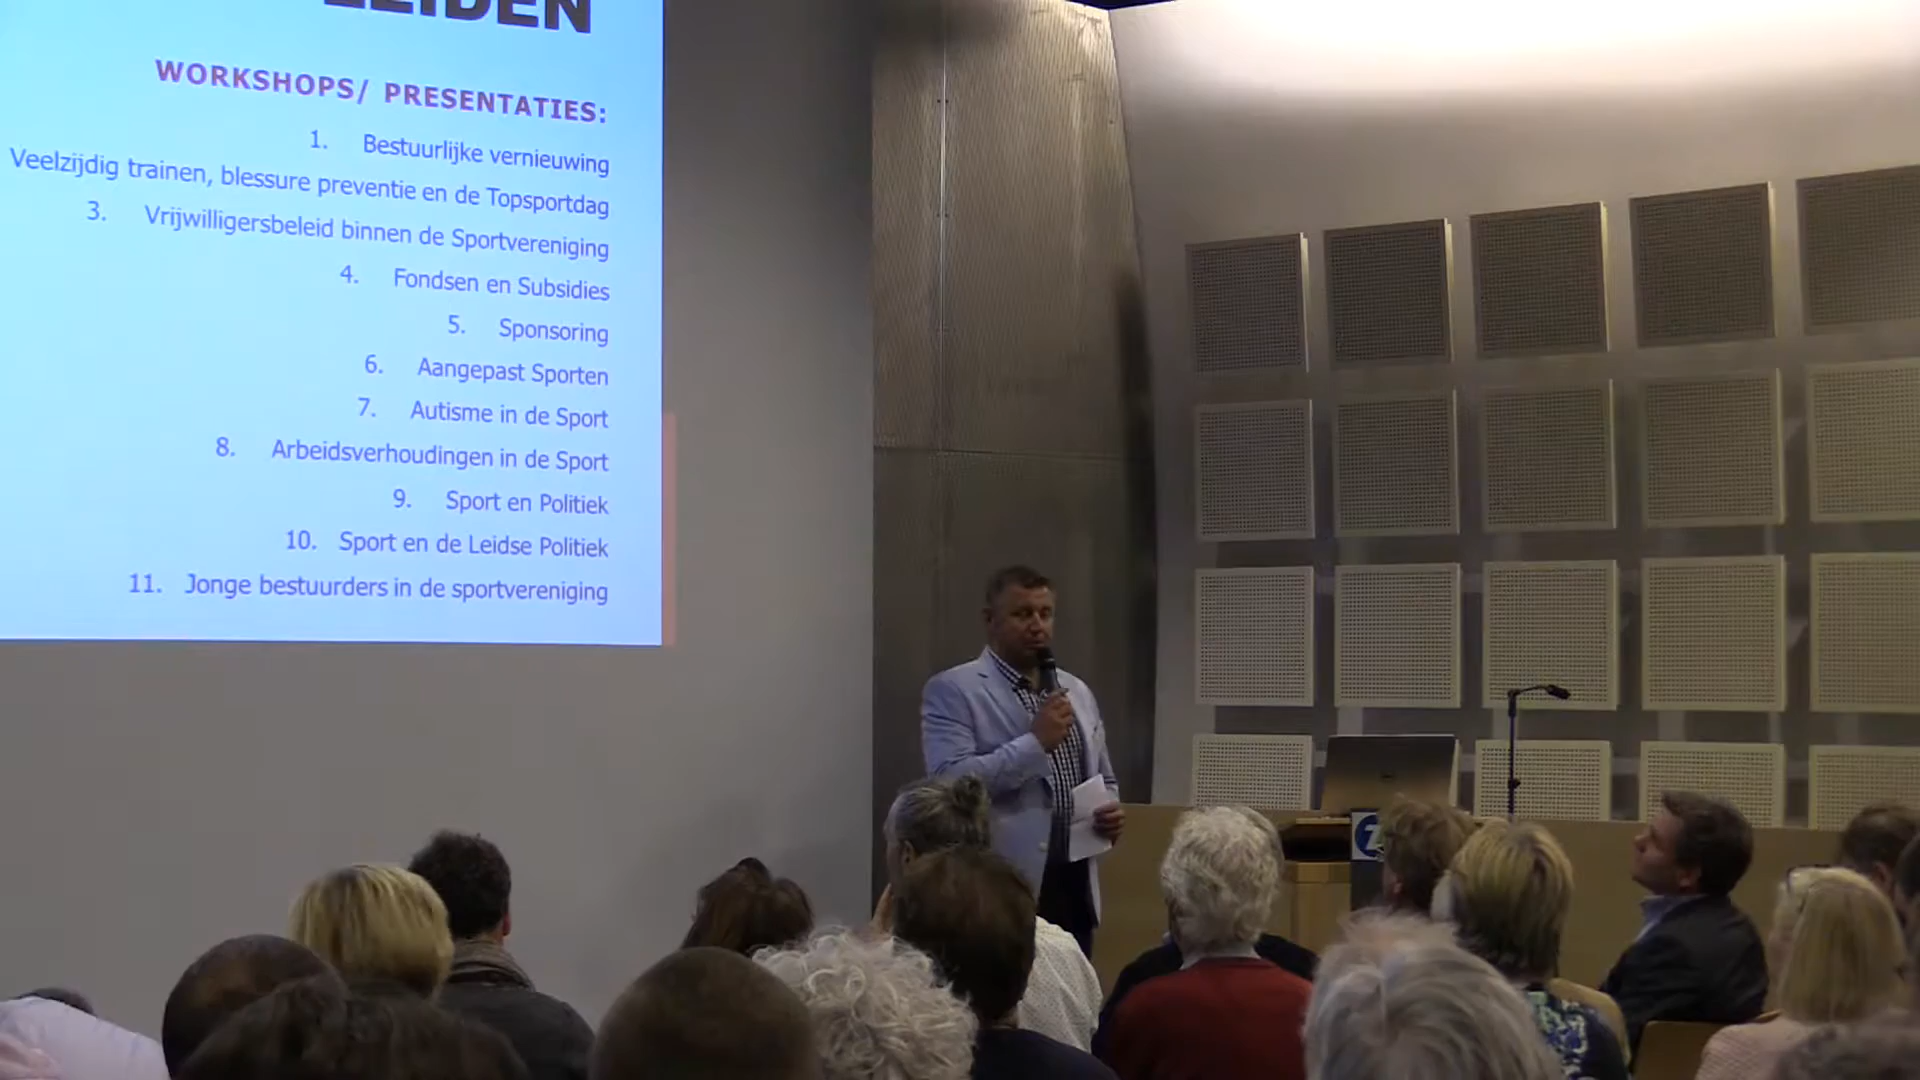 LEIDEN
WORKSHOPS/ PRESENTATIES:
1. Bestuurlijke vernieuwing
Veelzijdig trainen, blessure preventie en de Topsportdag
3. Vrijwilligersbeleid binnen de Sportvereniging
4. Fondsen en Subsidies
5. Sponsoring
6. Aangepast Sporten
7. Autisme in de Sport
8. Arbeidsverhoudingen in de Sport
9. Sport en Politiek
10. Sport en de Leidse Politiek
11. Jonge bestuurders in de sportvereniging